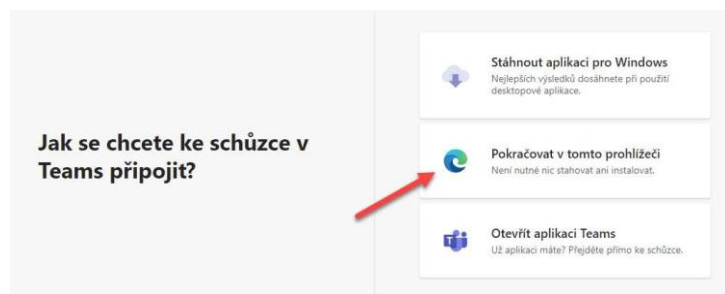 Jak se chcete ke schůzce v
Teams připojit?
Stáhnout aplikaci pro Windows
Nejlepších výsledků dosáhnete při použití
desktopové aplikace.
Pokračovat v tomto prohlížeči
Není nutné nic stahovat ani instalovat.
Otevřít aplikaci Teams
Už aplikaci máte? Přejděte přímo ke schůzce.